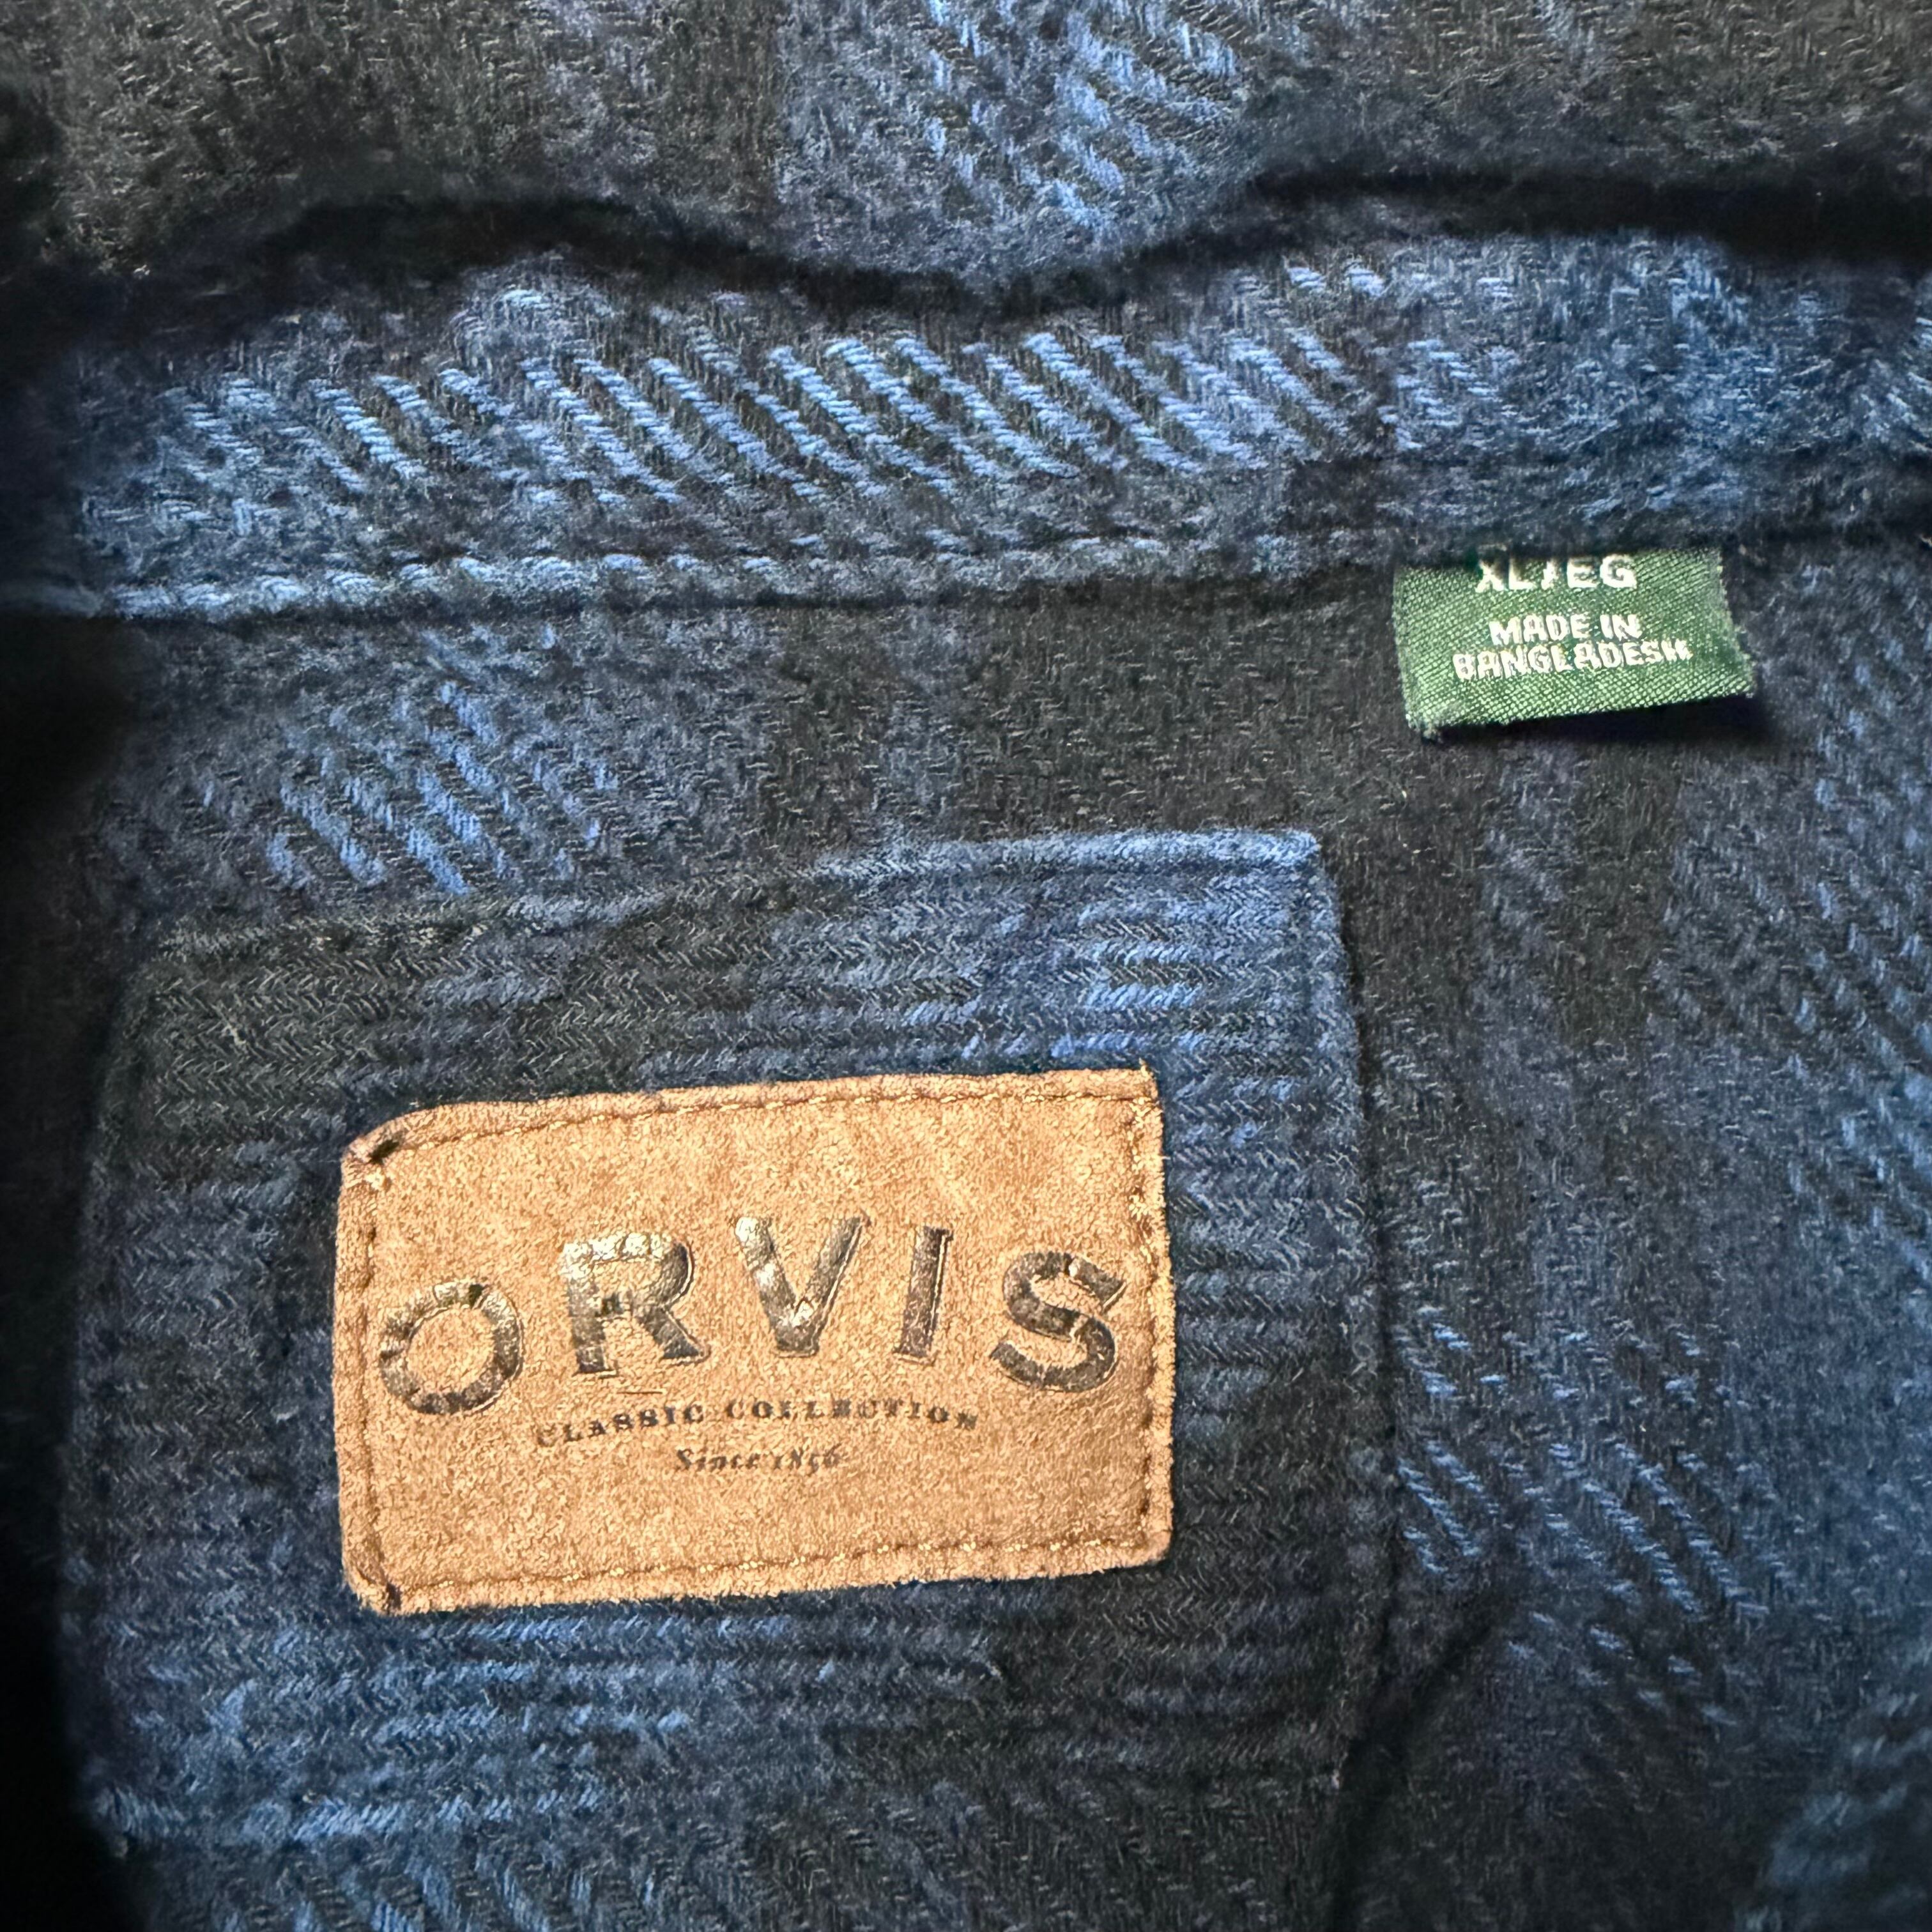 XL/EG
MADE IN
BANGLADESH
ORVIS
CLASSIC COLLECTION
Since 1856